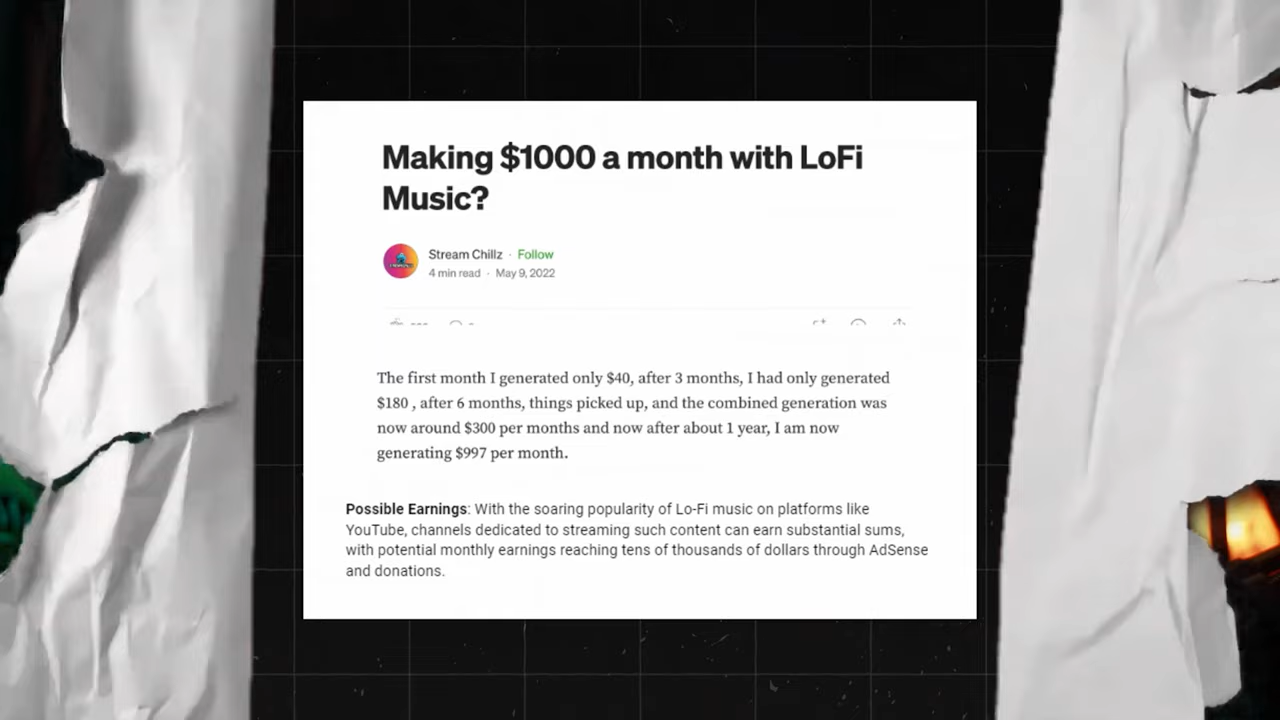 Making $1000 a month with LoFi
Music?
Stream Chillz · Follow
4 min read · May 9, 2022
The first month I generated only $40, after 3 months, I had only generated
$180 , after 6 months, things picked up, and the combined generation was
now around $300 per months and now after about 1 year, I am now
generating $997 per month.
Possible Earnings: With the soaring popularity of Lo-Fi music on platforms like
YouTube, channels dedicated to streaming such content can earn substantial sums,
with potential monthly earnings reaching tens of thousands of dollars through AdSense
and donations.